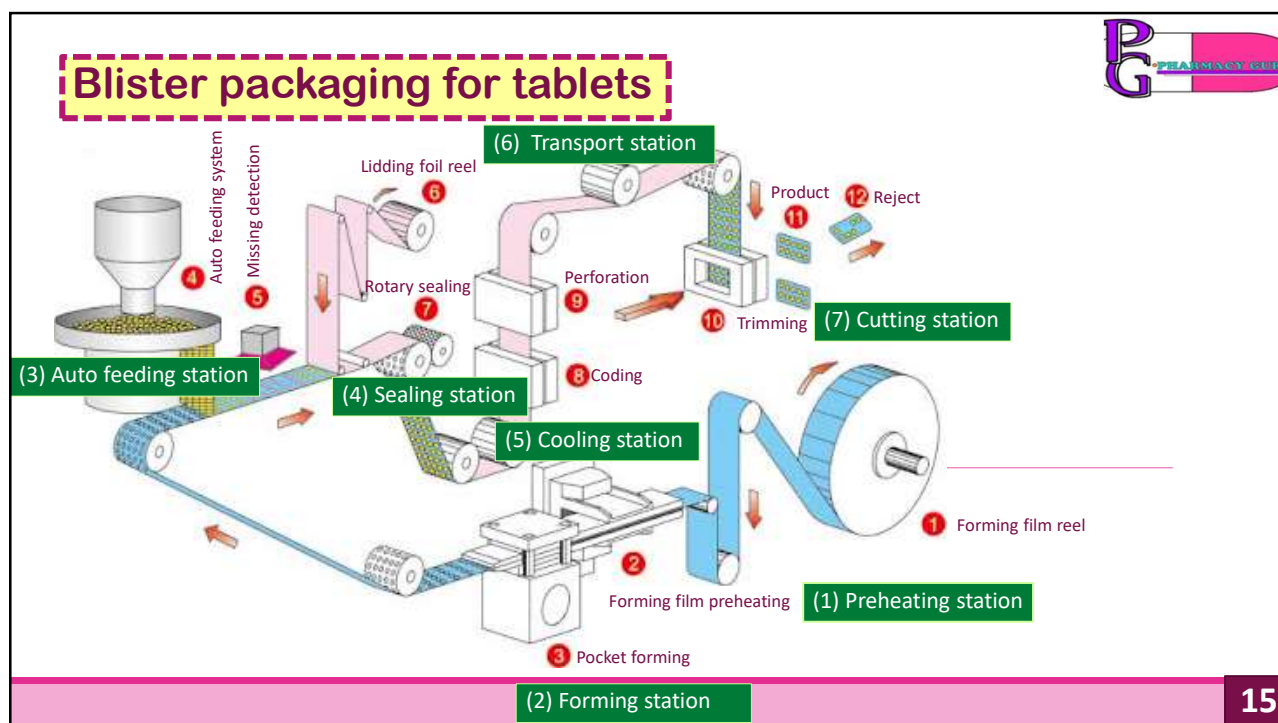 Blister packaging for tablets
PG
PHARMACY GUI
(6) Transport station
Auto feeding system
Missing detection
Lidding foil reel
6
Product
11
12
Reject
4
5
Rotary sealing
7
Perforation
9
10
Trimming
(7) Cutting station
(3) Auto feeding station
8
Coding
(4) Sealing station
(5) Cooling station
1
Forming film reel
2
Forming film preheating
(1) Preheating station
3
Pocket forming
(2) Forming station
15